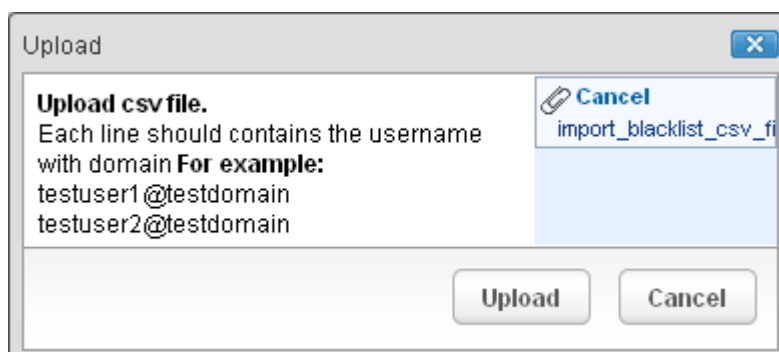 Upload
Upload csv file.
Each line should contains the username
with domain For example:
testuser1@testdomain
testuser2@testdomain
Cancel
import_blacklist_csv_fi
Upload
Cancel